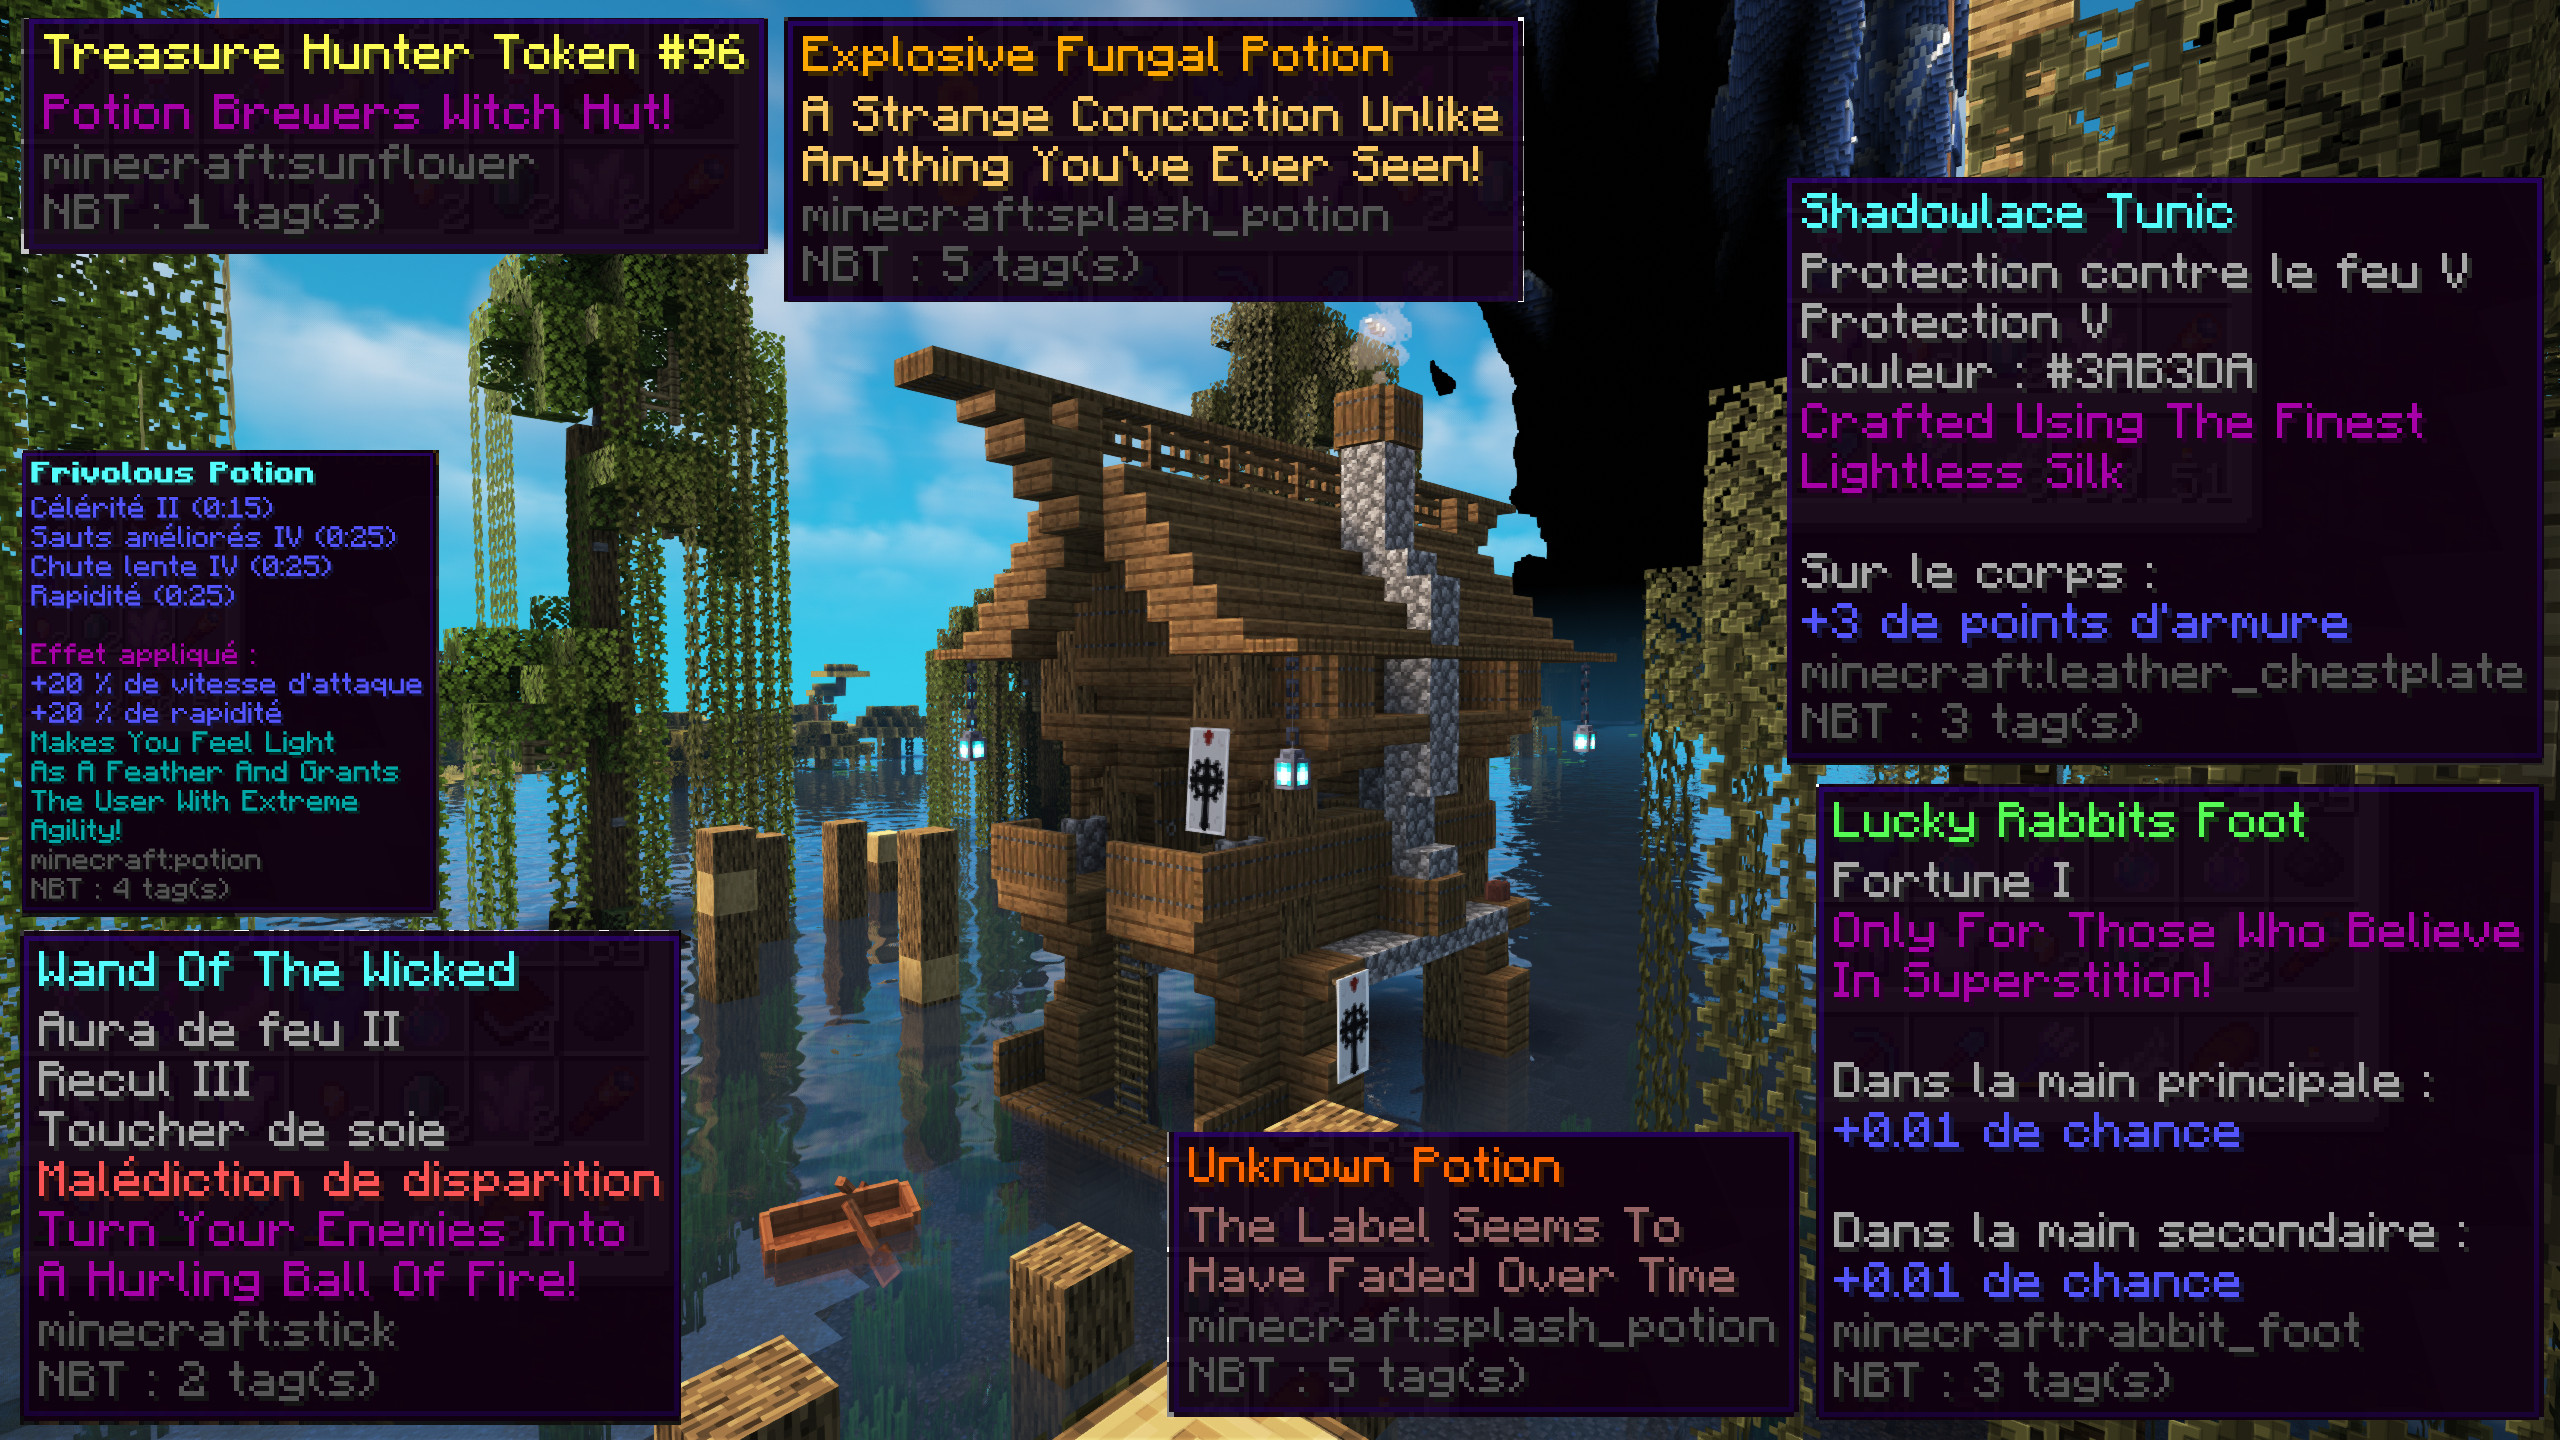 Treasure Hunter Token #96
Potion Brewers Witch Hut!
minecraft:sunflower
NBT : 1 tag(s)
Explosive Fungal Potion
A Strange Concoction Unlike
Anything You've Ever Seen!
minecraft:splash_potion
NBT : 5 tag(s)
Shadowlace Tunic
Protection contre le feu V
Protection V
Couleur : #3AB3DA
Crafted Using The Finest
Lightless Silk
Sur le corps :
+3 de points d'armure
minecraft:leather_chestplate
NBT : 3 tag(s)
Frivolous Potion
Célérité II (0:15)
Sauts améliorés IV (0:25)
Chute lente IV (0:25)
Rapidité (0:25)
Effet appliqué :
+20 % de vitesse d'attaque
+20 % de rapidité
Makes You Feel Light
As A Feather And Grants
The User With Extreme
Agility!
minecraft:potion
NBT : 4 tag(s)
Lucky Rabbits Foot
Fortune I
Only For Those Who Believe
In Superstition!
Dans la main principale :
+0.01 de chance
Dans la main secondaire :
+0.01 de chance
minecraft:rabbit_foot
NBT : 3 tag(s)
Wand Of The Wicked
Aura de feu II
Recul III
Toucher de soie
Malédiction de disparition
Turn Your Enemies Into
A Hurling Ball Of Fire!
minecraft:stick
NBT : 2 tag(s)
Unknown Potion
The Label Seems To
Have Faded Over Time
minecraft:splash_potion
NBT : 5 tag(s)